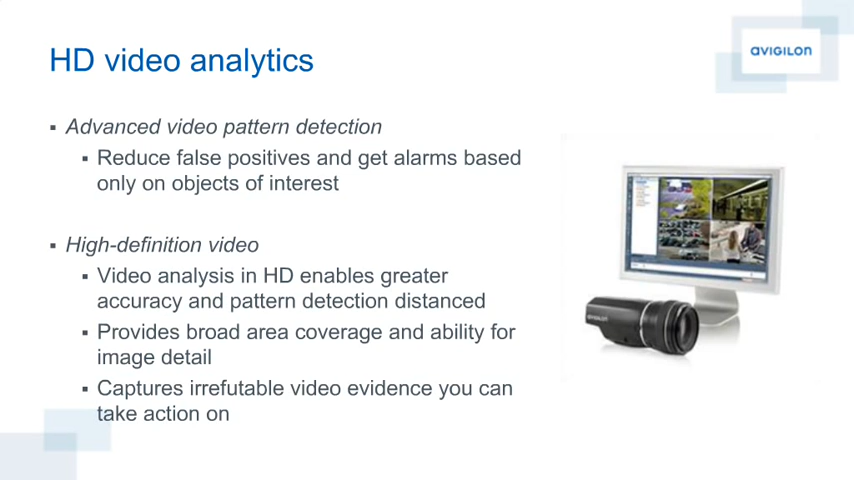 HD video analytics
avigilon
▪ Advanced video pattern detection
▪ Reduce false positives and get alarms based
only on objects of interest
▪ High-definition video
▪ Video analysis in HD enables greater
accuracy and pattern detection distanced
▪ Provides broad area coverage and ability for
image detail
▪ Captures irrefutable video evidence you can
take action on
avigilon